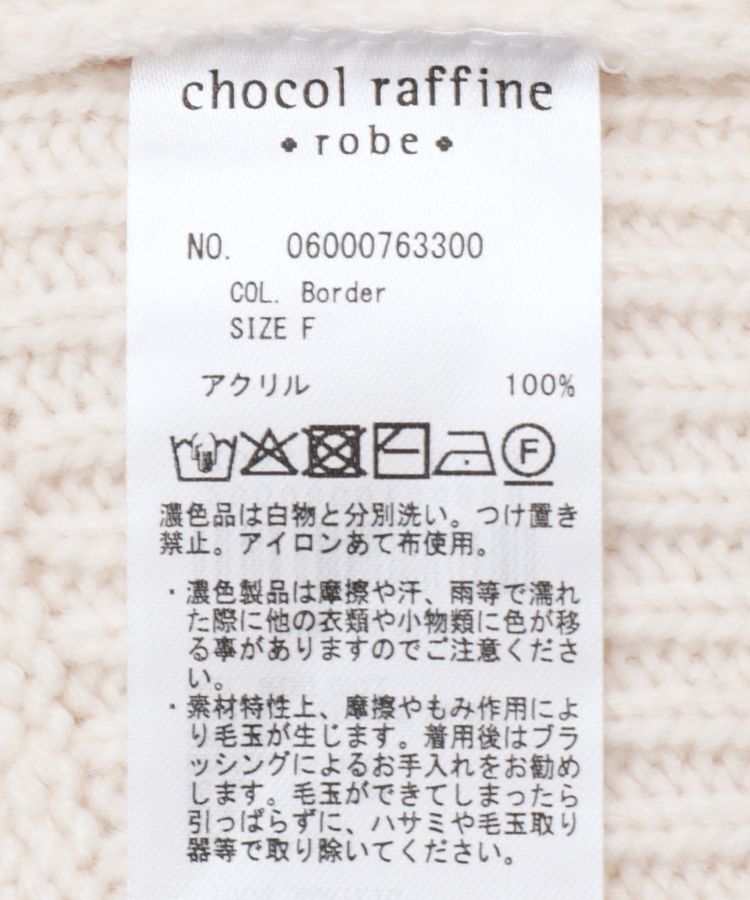 chocol raffine
robe
NO. 06000763300
COL. Border
SIZE F
アクリル 100%
F
濃色品は白物と分別洗い。つけ置き
禁止。アイロンあて布使用。
・濃色製品は摩擦や汗、雨等で濡れ
た際に他の衣類や小物類に色が移
る事がありますのでご注意くださ
い。
・素材特性上、摩擦やもみ作用によ
り毛玉が生じます。着用後はブラ
ッシングによるお手入れをお勧め
します。毛玉ができてしまったら
引っぱらずに、ハサミや毛玉取り
器等で取り除いてください。